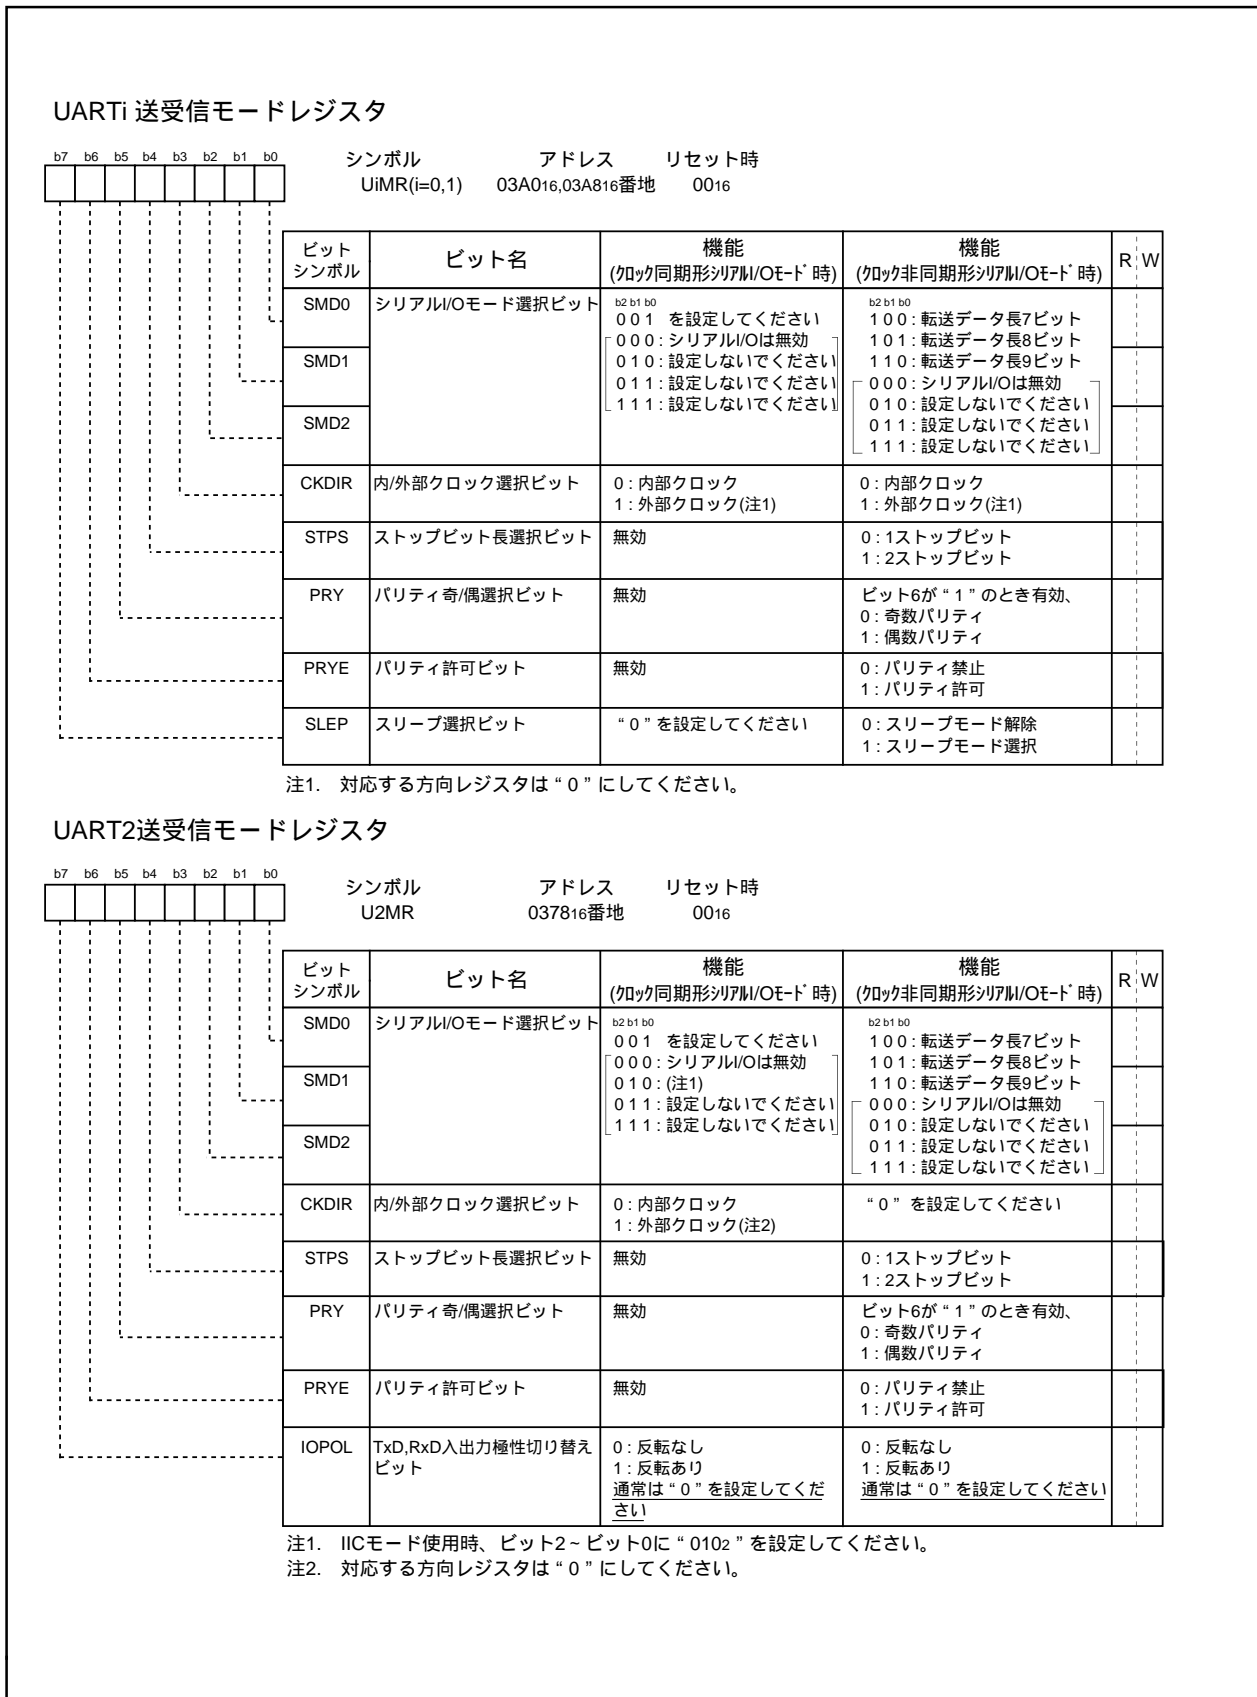 UARTi 送受信モードレジスタ
b7 b6 b5 b4 b3 b2 b1 b0
シンボル アドレス リセット時
UiMR(i=0,1) 03A016,03A816番地 0016
ビット
シンボル
ビット名
機能
(クロック同期形シリアルI/Oモード時)
機能
(クロック非同期形シリアルI/Oモード時)
R W
SMD0
SMD1
SMD2
シリアルI/Oモード選択ビット
b2 b1 b0
0 0 1 を設定してください
0 0 0 : シリアルI/Oは無効
0 1 0 : 設定しないでください
0 1 1 : 設定しないでください
1 1 1 : 設定しないでください
b2 b1 b0
1 0 0 : 転送データ長7ビット
1 0 1 : 転送データ長8ビット
1 1 0 : 転送データ長9ビット
0 0 0 : シリアルI/Oは無効
0 1 0 : 設定しないでください
0 1 1 : 設定しないでください
1 1 1 : 設定しないでください
CKDIR 内/外部クロック選択ビット
0 : 内部クロック
1 : 外部クロック(注1)
0 : 内部クロック
1 : 外部クロック(注1)
STPS ストップビット長選択ビット 無効
0 : 1ストップビット
1 : 2ストップビット
PRY パリティ奇/偶選択ビット 無効
ビット6が“ 1 ”のとき有効、
0 : 奇数パリティ
1 : 偶数パリティ
PRYE パリティ許可ビット 無効
0 : パリティ禁止
1 : パリティ許可
SLEP スリープ選択ビット “ 0 ”を設定してください
0 : スリープモード解除
1 : スリープモード選択
注1. 対応する方向レジスタは“ 0 ”にしてください。
UART2送受信モードレジスタ
b7 b6 b5 b4 b3 b2 b1 b0
シンボル アドレス リセット時
U2MR 037816番地 0016
ビット
シンボル
ビット名
機能
(クロック同期形シリアルI/Oモード時)
機能
(クロック非同期形シリアルI/Oモード時)
R W
SMD0
SMD1
SMD2
シリアルI/Oモード選択ビット
b2 b1 b0
0 0 1 を設定してください
0 0 0 : シリアルI/Oは無効
0 1 0 : (注1)
0 1 1 : 設定しないでください
1 1 1 : 設定しないでください
b2 b1 b0
1 0 0 : 転送データ長7ビット
1 0 1 : 転送データ長8ビット
1 1 0 : 転送データ長9ビット
0 0 0 : シリアルI/Oは無効
0 1 0 : 設定しないでください
0 1 1 : 設定しないでください
1 1 1 : 設定しないでください
CKDIR 内/外部クロック選択ビット
0 : 内部クロック
1 : 外部クロック(注2)
“ 0 ” を設定してください
STPS ストップビット長選択ビット 無効
0 : 1ストップビット
1 : 2ストップビット
PRY パリティ奇/偶選択ビット 無効
ビット6が“ 1 ”のとき有効、
0 : 奇数パリティ
1 : 偶数パリティ
PRYE パリティ許可ビット 無効
0 : パリティ禁止
1 : パリティ許可
IOPOL
TxD,RxD入出力極性切り替え
ビット
0 : 反転なし
1 : 反転あり
通常は“ 0 ”を設定してくだ
さい
0 : 反転なし
1 : 反転あり
通常は“ 0 ”を設定してください
注1. IICモード使用時、ビット2 ~ ビット0に“ 0102 ”を設定してください。
注2. 対応する方向レジスタは“ 0 ”にしてください。